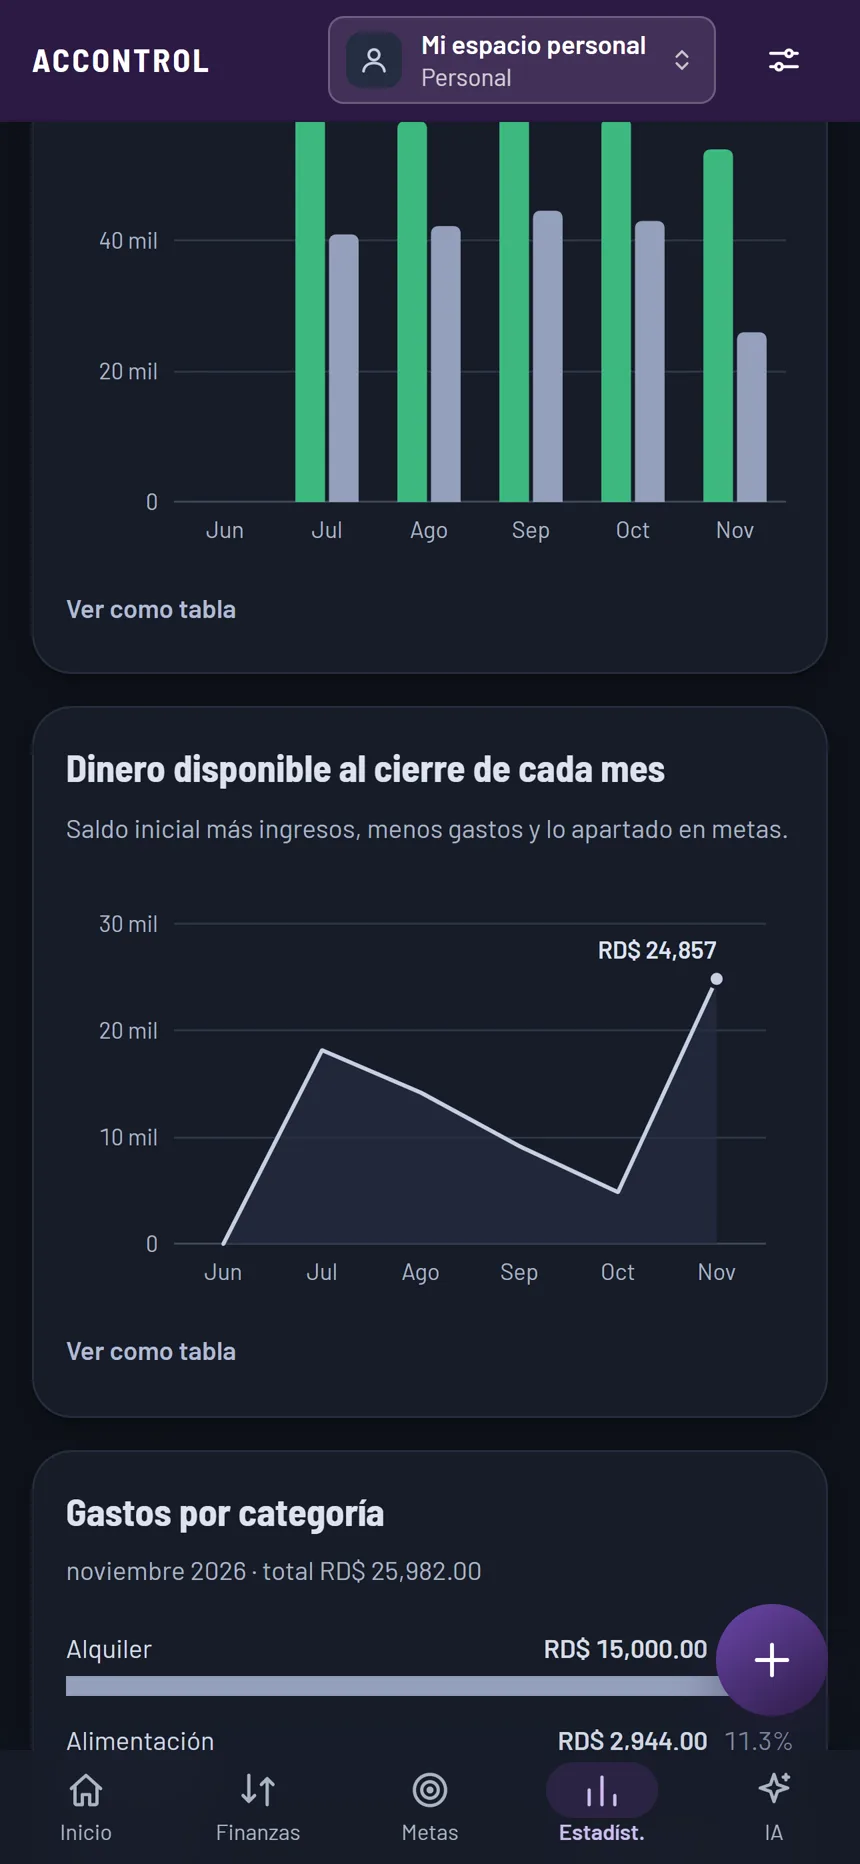 ACCONTROL
Mi espacio personal
Personal
40 mil
20 mil
0
Jun Jul Ago Sep Oct Nov
Ver como tabla
Dinero disponible al cierre de cada mes
Saldo inicial más ingresos, menos gastos y lo apartado en metas.
30 mil
RD$ 24,857
20 mil
10 mil
0
Jun Jul Ago Sep Oct Nov
Ver como tabla
Gastos por categoría
noviembre 2026 · total RD$ 25,982.00
Alquiler RD$ 15,000.00
Alimentación RD$ 2,944.00 11.3%
Inicio Finanzas Metas Estadíst. IA